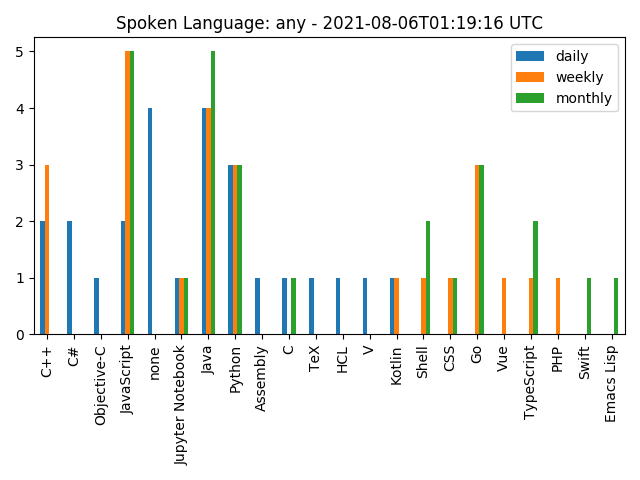 Spoken Language: any - 2021-08-06T01:19:16 UTC
daily
weekly
monthly
5
4
3
2
1
0
C++
C#
Objective-C
JavaScript
none
Jupyter Notebook
Java
Python
Assembly
C
TeX
HCL
V
Kotlin
Shell
CSS
Go
Vue
TypeScript
PHP
Swift
Emacs Lisp